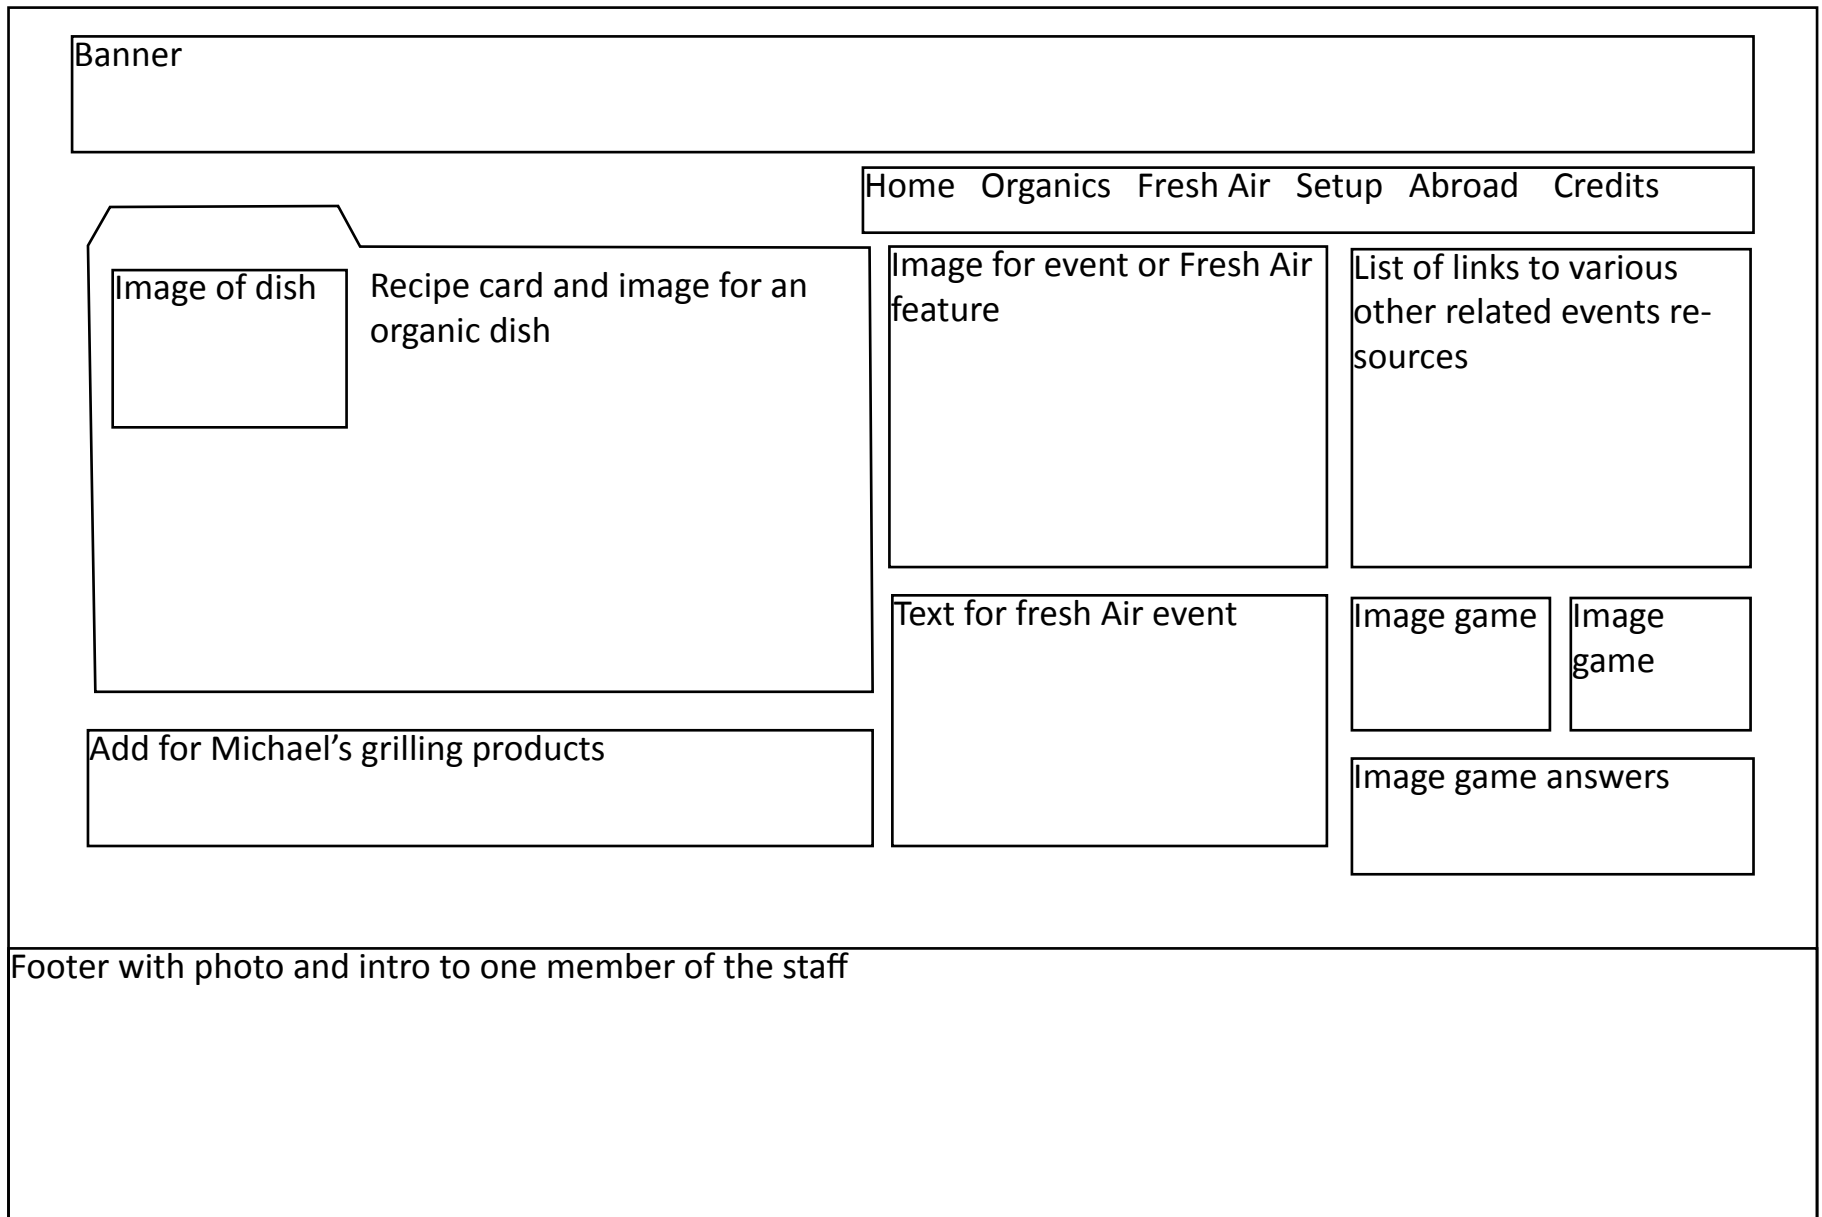 Banner
Home Organics Fresh Air Setup Abroad Credits
Image of dish
Recipe card and image for an
organic dish
Image for event or Fresh Air
feature
List of links to various
other related events re-
sources
Text for fresh Air event
Image game
Image
game
Add for Michael’s grilling products
Image game answers
Footer with photo and intro to one member of the staff